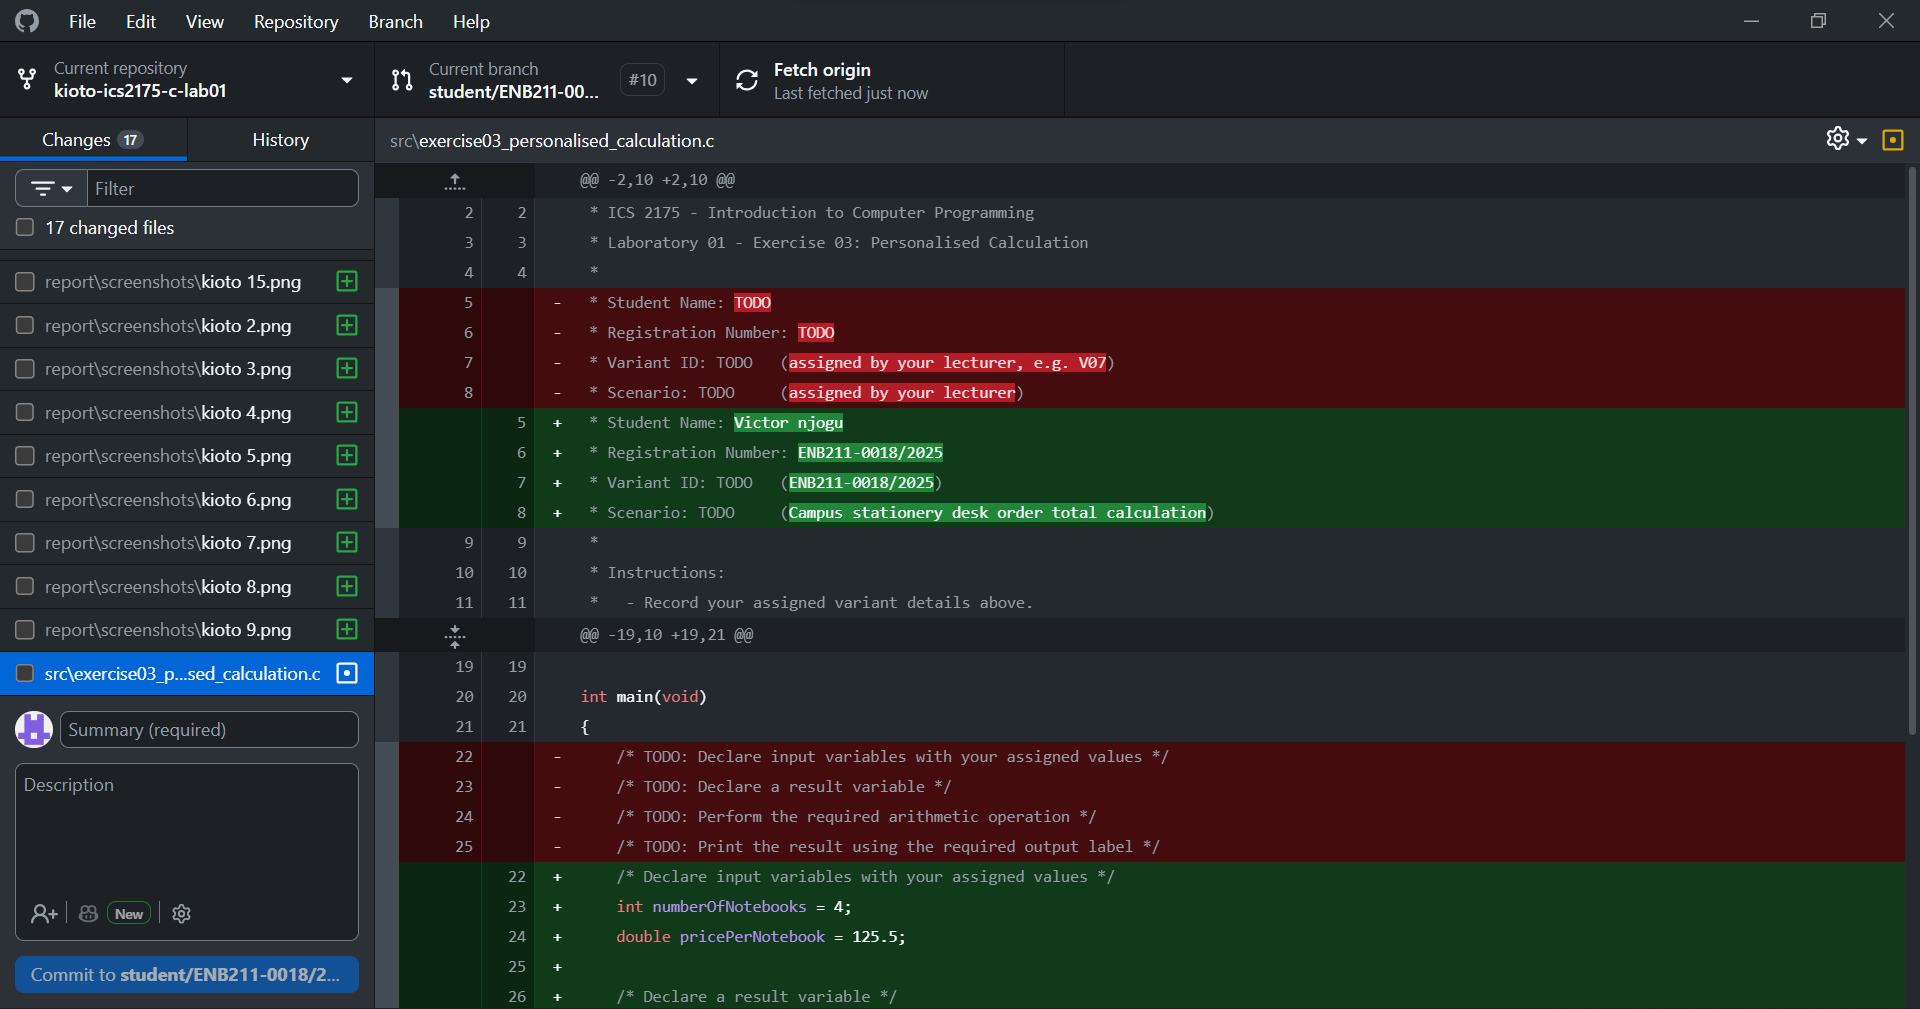 File Edit View Repository Branch Help
Current repository
kioto-ics2175-c-lab01
Current branch
student/ENB211-00...
#10
Fetch origin
Last fetched just now
Changes 17
History
Filter
17 changed files
report\screenshots\kioto 15.png
report\screenshots\kioto 2.png
report\screenshots\kioto 3.png
report\screenshots\kioto 4.png
report\screenshots\kioto 5.png
report\screenshots\kioto 6.png
report\screenshots\kioto 7.png
report\screenshots\kioto 8.png
report\screenshots\kioto 9.png
src\exercise03_p...sed_calculation.c
Summary (required)
Description
New
Commit to student/ENB211-0018/2...
src\exercise03_personalised_calculation.c
@@ -2,10 +2,10 @@
2 2 * ICS 2175 - Introduction to Computer Programming
3 3 * Laboratory 01 - Exercise 03: Personalised Calculation
4 4 *
5 - * Student Name: TODO
6 - * Registration Number: TODO
7 - * Variant ID: TODO (assigned by your lecturer, e.g. V07)
8 - * Scenario: TODO (assigned by your lecturer)
5 + * Student Name: Victor njogu
6 + * Registration Number: ENB211-0018/2025
7 + * Variant ID: TODO (ENB211-0018/2025)
8 + * Scenario: TODO (Campus stationery desk order total calculation)
9 9 *
10 10 * Instructions:
11 11 * - Record your assigned variant details above.
@@ -19,10 +19,21 @@
19 19
20 20 int main(void)
21 21 {
22 - /* TODO: Declare input variables with your assigned values */
23 - /* TODO: Declare a result variable */
24 - /* TODO: Perform the required arithmetic operation */
25 - /* TODO: Print the result using the required output label */
22 + /* Declare input variables with your assigned values */
23 + int numberOfNotebooks = 4;
24 + double pricePerNotebook = 125.5;
25 +
26 + /* Declare a result variable */